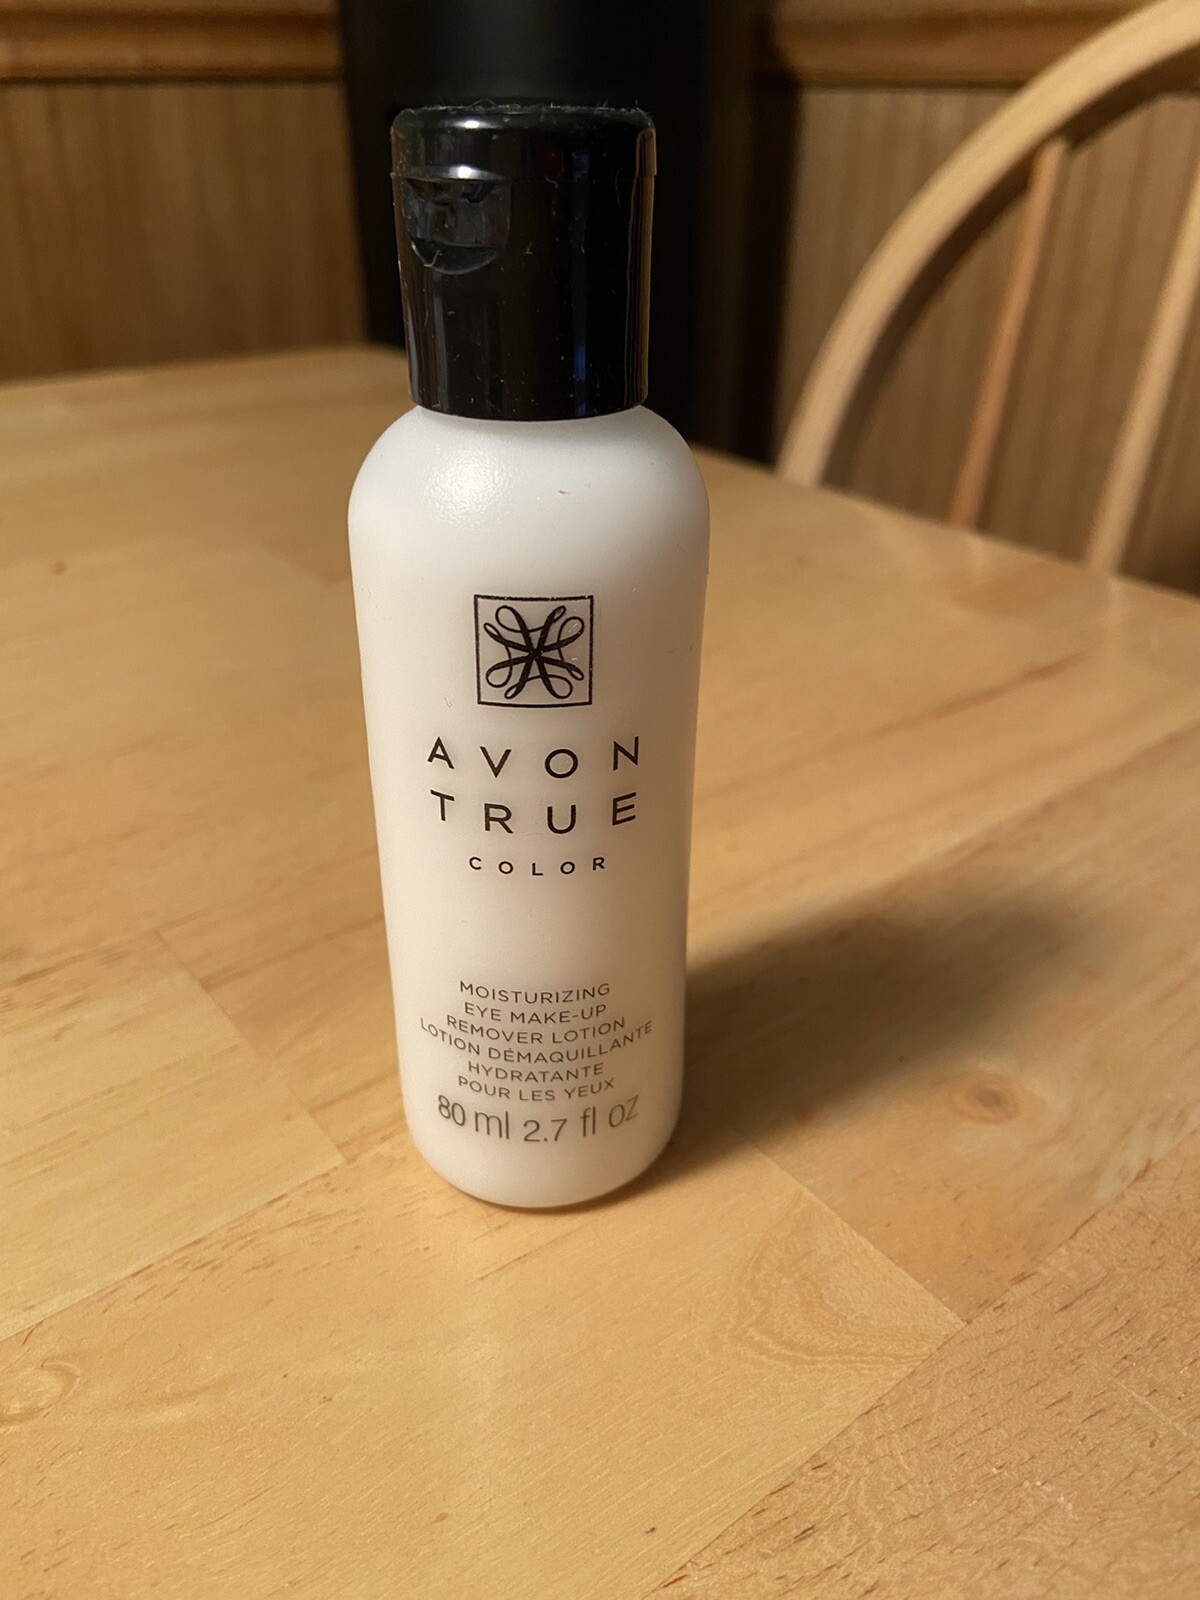 AVON
TRUE
COLOR
MOISTURIZING
EYE MAKE-UP
REMOVER LOTION
LOTION DÉMAQUILLANTE
HYDRATANTE
POUR LES YEUX
80 ml 2.7 fl oz